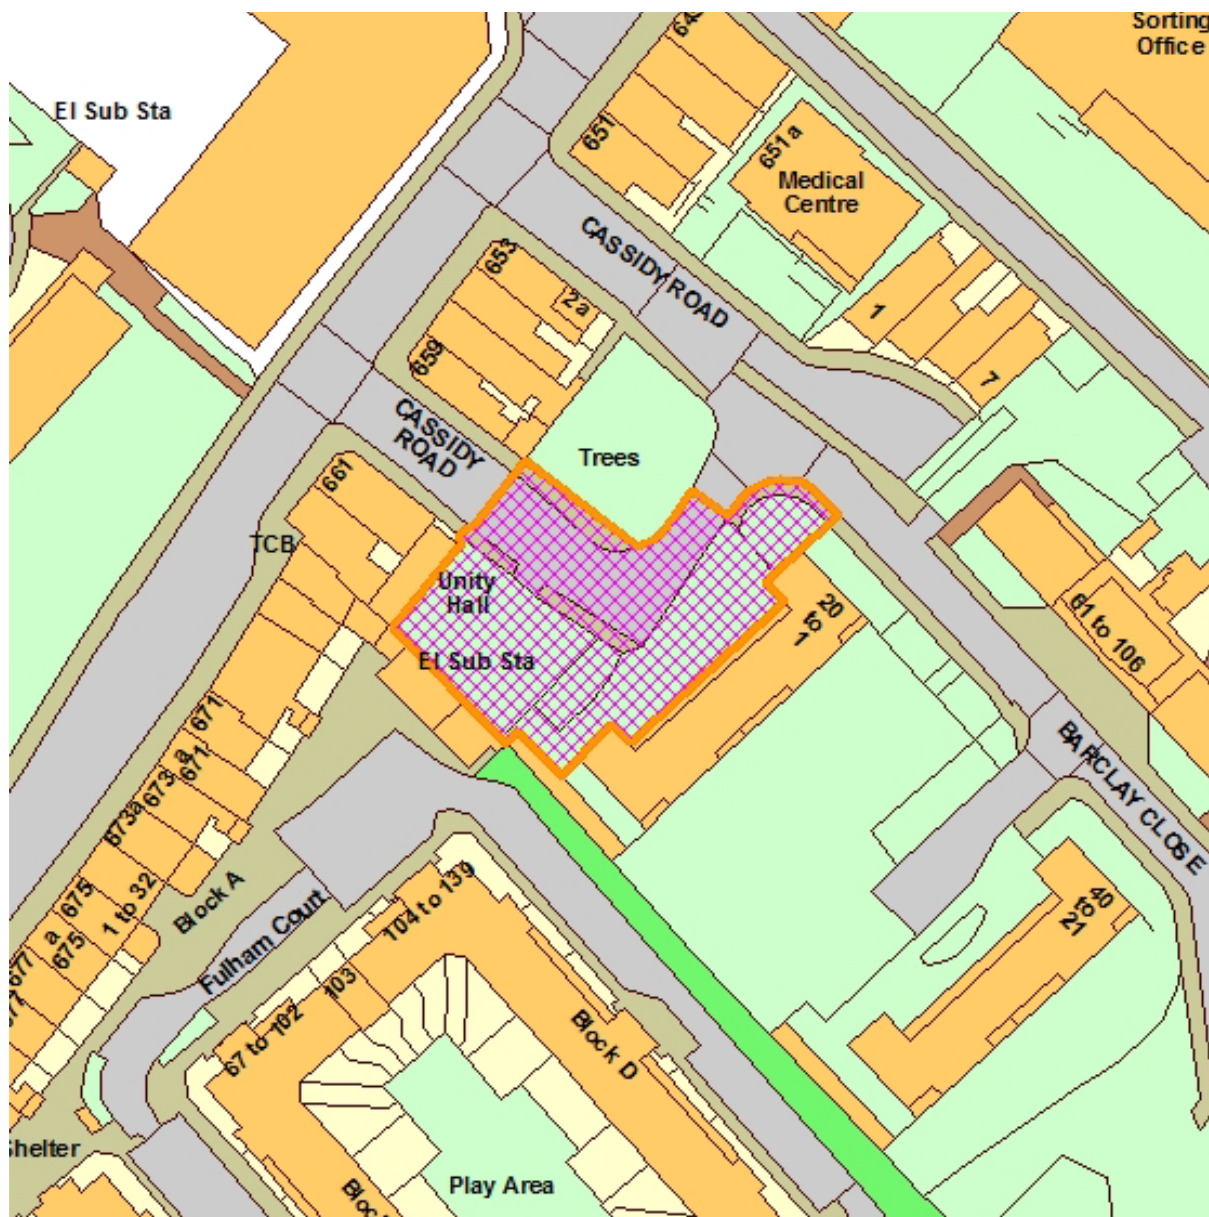 Sorting
Office
El Sub Sta
651
651a
Medical
Centre
CASSIDY ROAD
653
2a
1
659
7
CASSIDY
ROAD
Trees
661
TCB
Unity
Hall
El Sub Sta
20
to
1
61 to 106
671
671
a
673
673a
BARCLAY CLOSE
675
1 to 32
Block A
a
675
677
Fulham Court
104 to 139
40
to
21
103
67 to 102
Block D
Shelter
Play Area